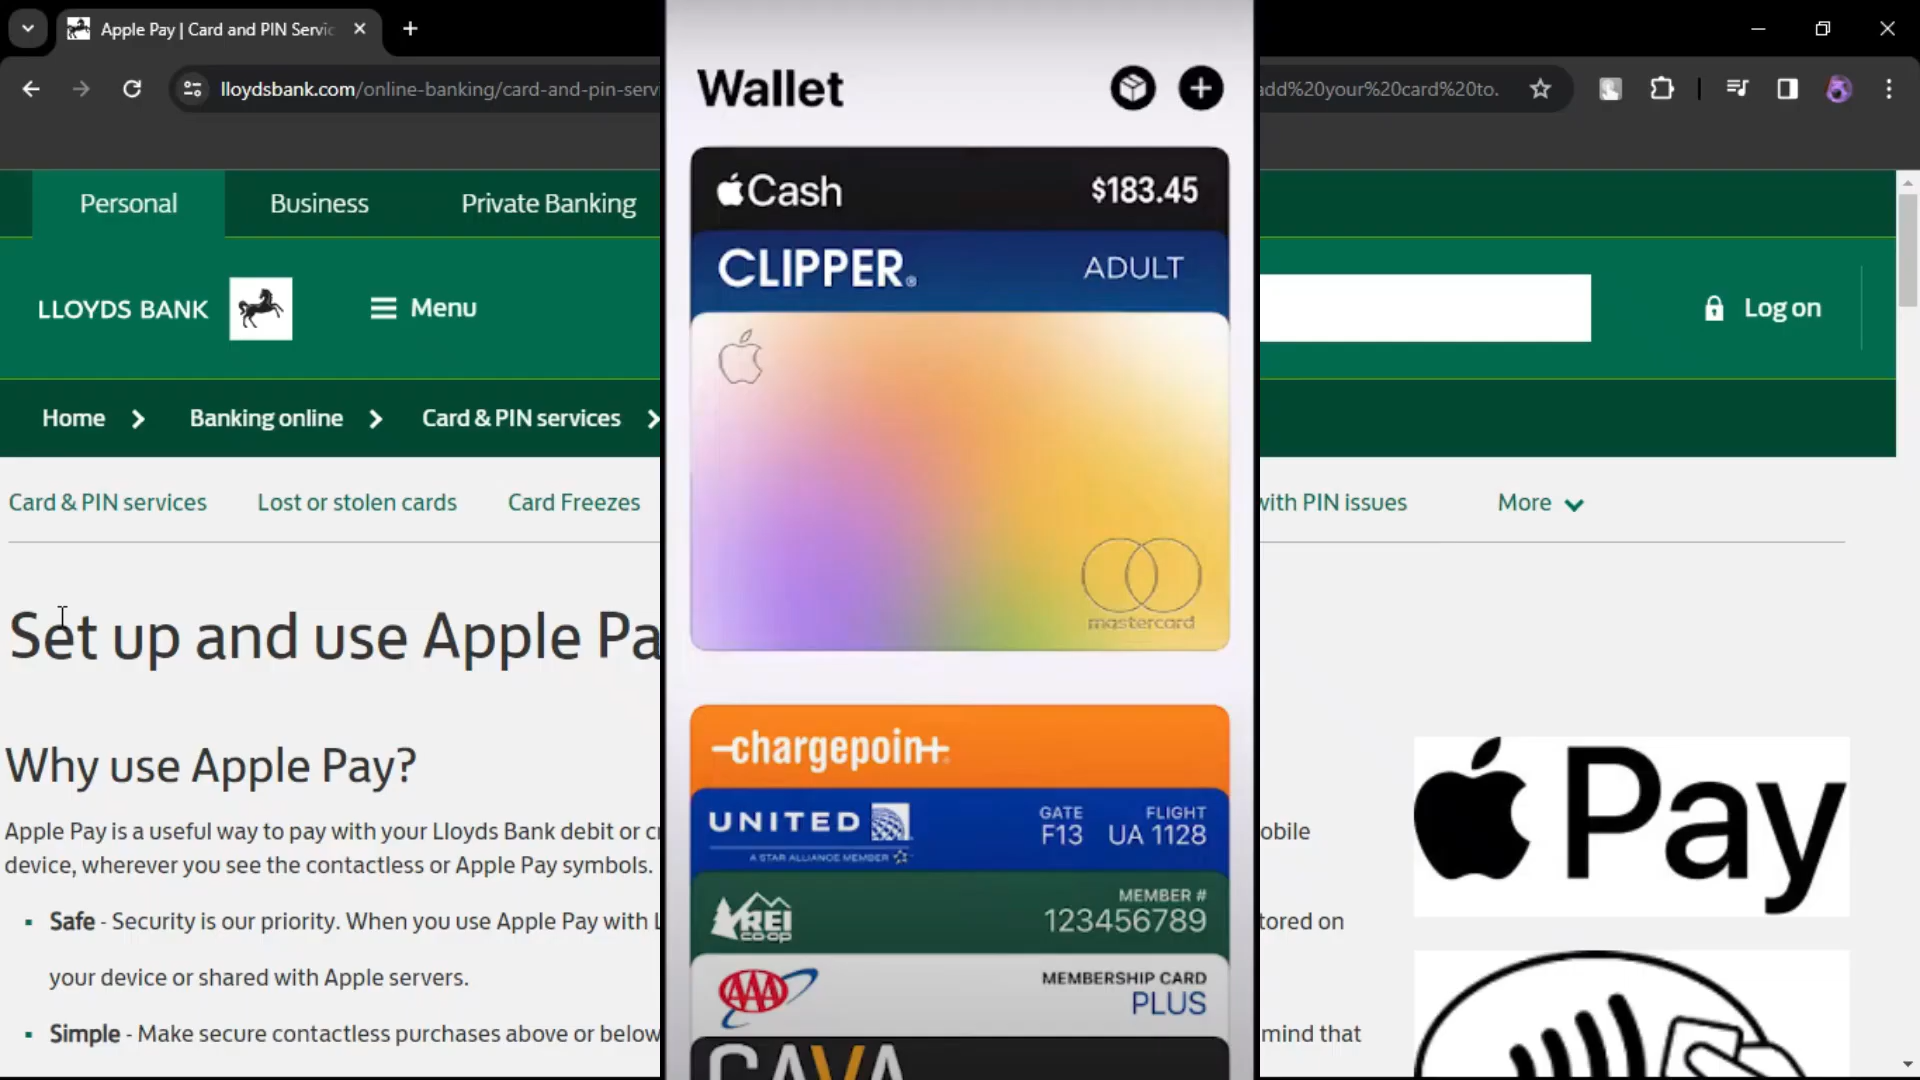 Apple Pay | Card and PIN Servic
lloydsbank.com/online-banking/card-and-pin-serv
add%20your%20card%20to.
Personal
Business
Private Banking
LLOYDS BANK
Menu
Log on
Home
Banking online
Card & PIN services
Card & PIN services
Lost or stolen cards
Card Freezes
with PIN issues
More
Set up and use Apple Pa
Why use Apple Pay?
Apple Pay is a useful way to pay with your Lloyds Bank debit or cr
obile
device, wherever you see the contactless or Apple Pay symbols.
Safe - Security is our priority. When you use Apple Pay with L
tored on
your device or shared with Apple servers.
Simple - Make secure contactless purchases above or below
mind that
Pay
Wallet
Cash
$183.45
CLIPPER.
ADULT
mastercard
chargepoint
UNITED
A STAR ALLIANCE MEMBER
GATE
F13
FLIGHT
UA 1128
REI
CO·OP
MEMBER #
123456789
AAA
MEMBERSHIP CARD
PLUS
CAVA